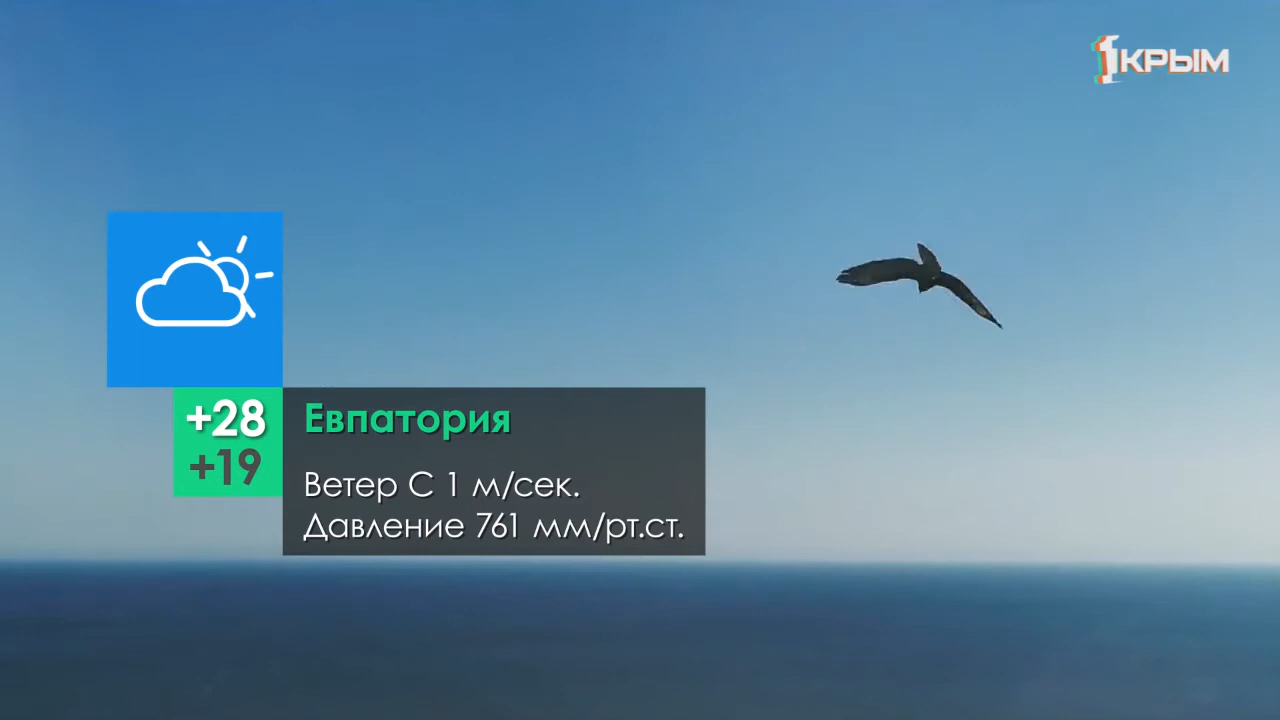 1КРЫМ
+28
+19
Евпатория
Ветер С 1 м/сек.
Давление 761 мм/рт.ст.